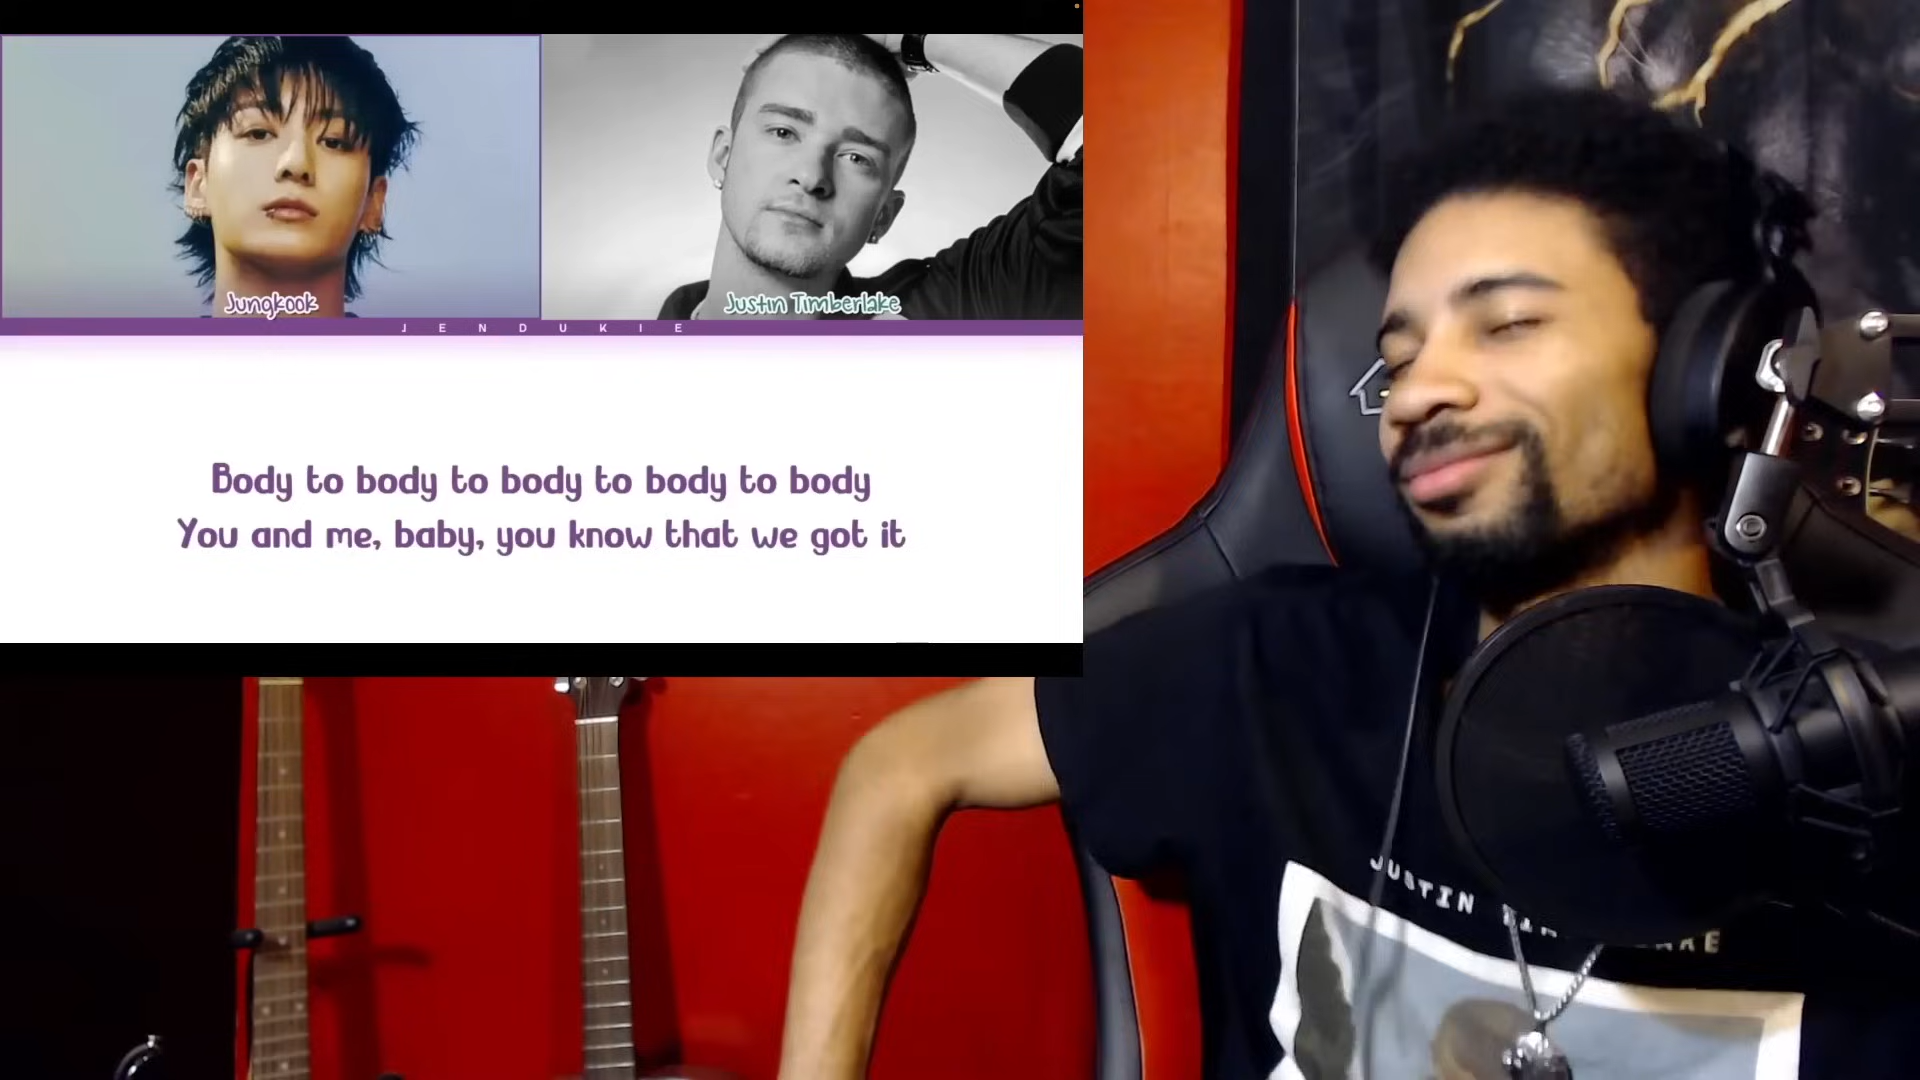 Jungkook
Justin Timberlake
JENDUKIE
Body to body to body to body to body
You and me, baby, you know that we got it
JUSTIN